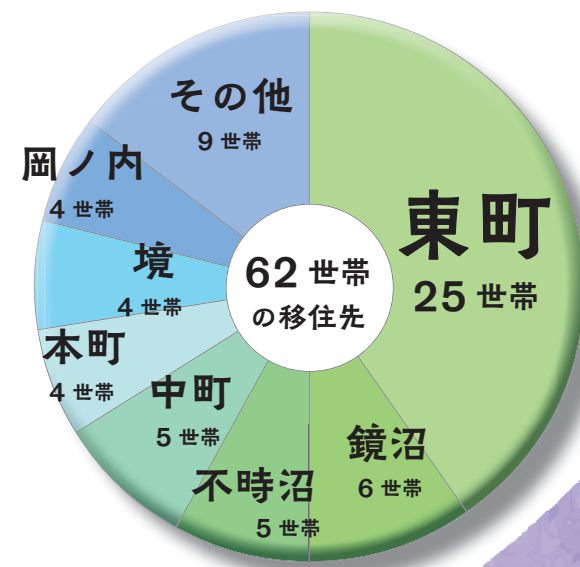 62 世帯
の移住先
東町
25 世帯
鏡沼
6 世帯
不時沼
5 世帯
中町
5 世帯
本町
4 世帯
境
4 世帯
岡ノ内
4 世帯
その他
9 世帯